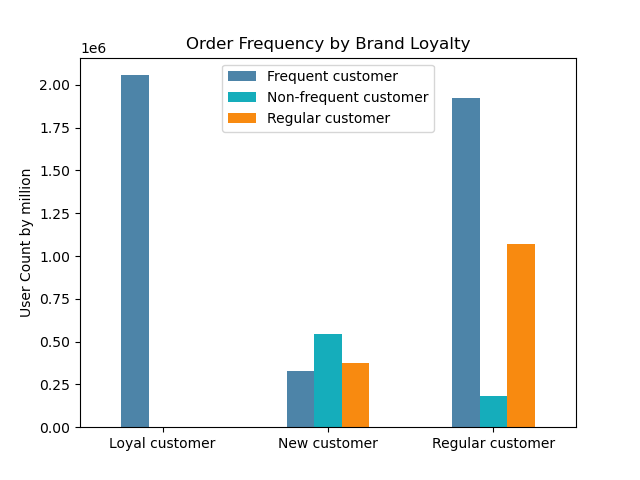 Order Frequency by Brand Loyalty
1e6
Frequent customer
Non-frequent customer
Regular customer
User Count by million
2.00
1.75
1.50
1.25
1.00
0.75
0.50
0.25
0.00
Loyal customer
New customer
Regular customer